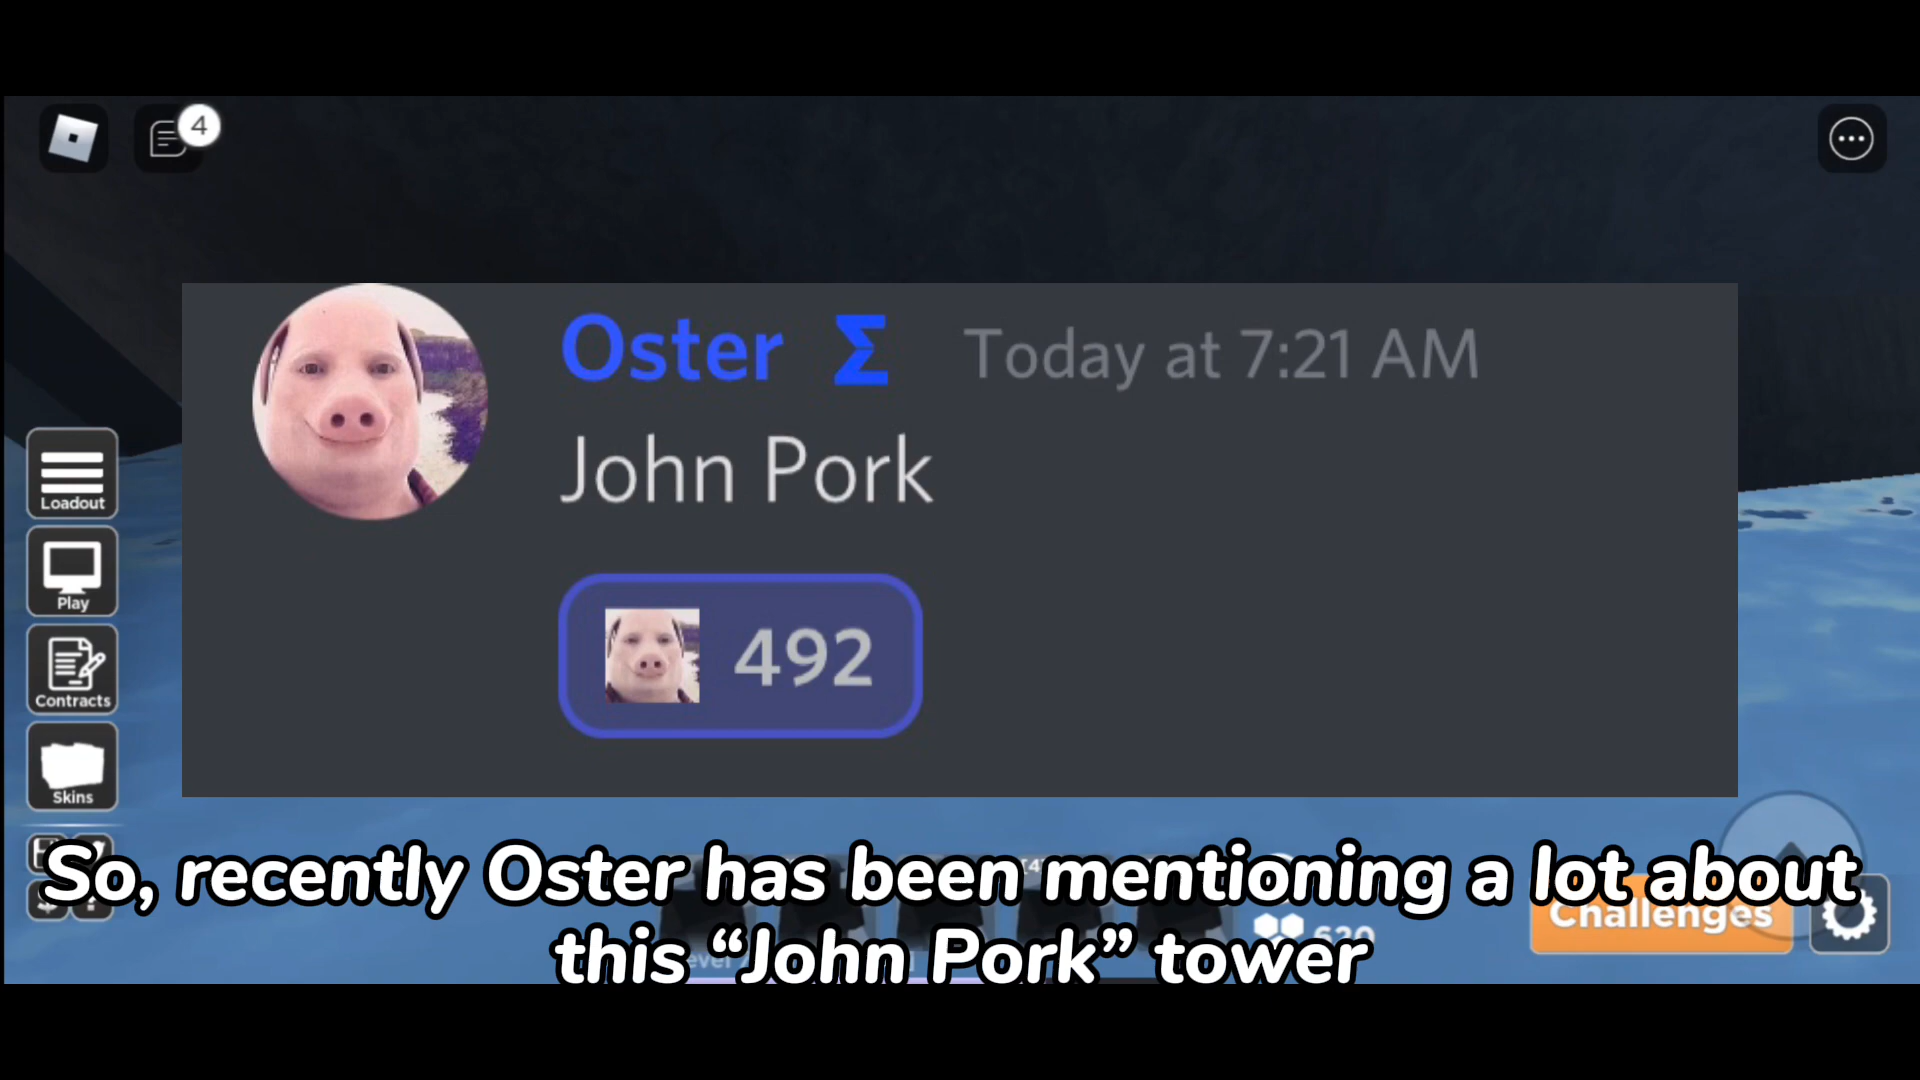 4
Oster Σ Today at 7:21 AM
John Pork
492
Loadout
Play
Contracts
Skins
So, recently Oster has been mentioning a lot about
this “John Pork” tower
Challenges
620